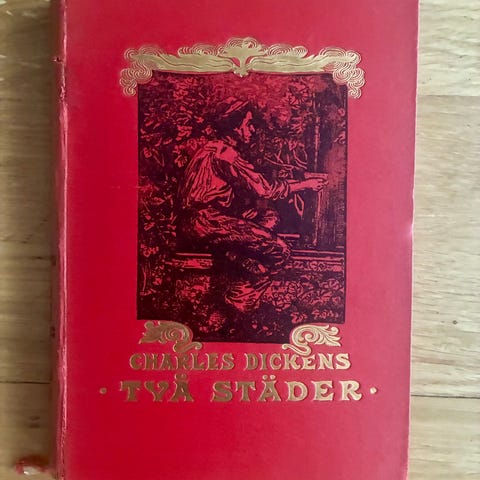 CHARLES DICKENS
· TVÅ STÄDER ·